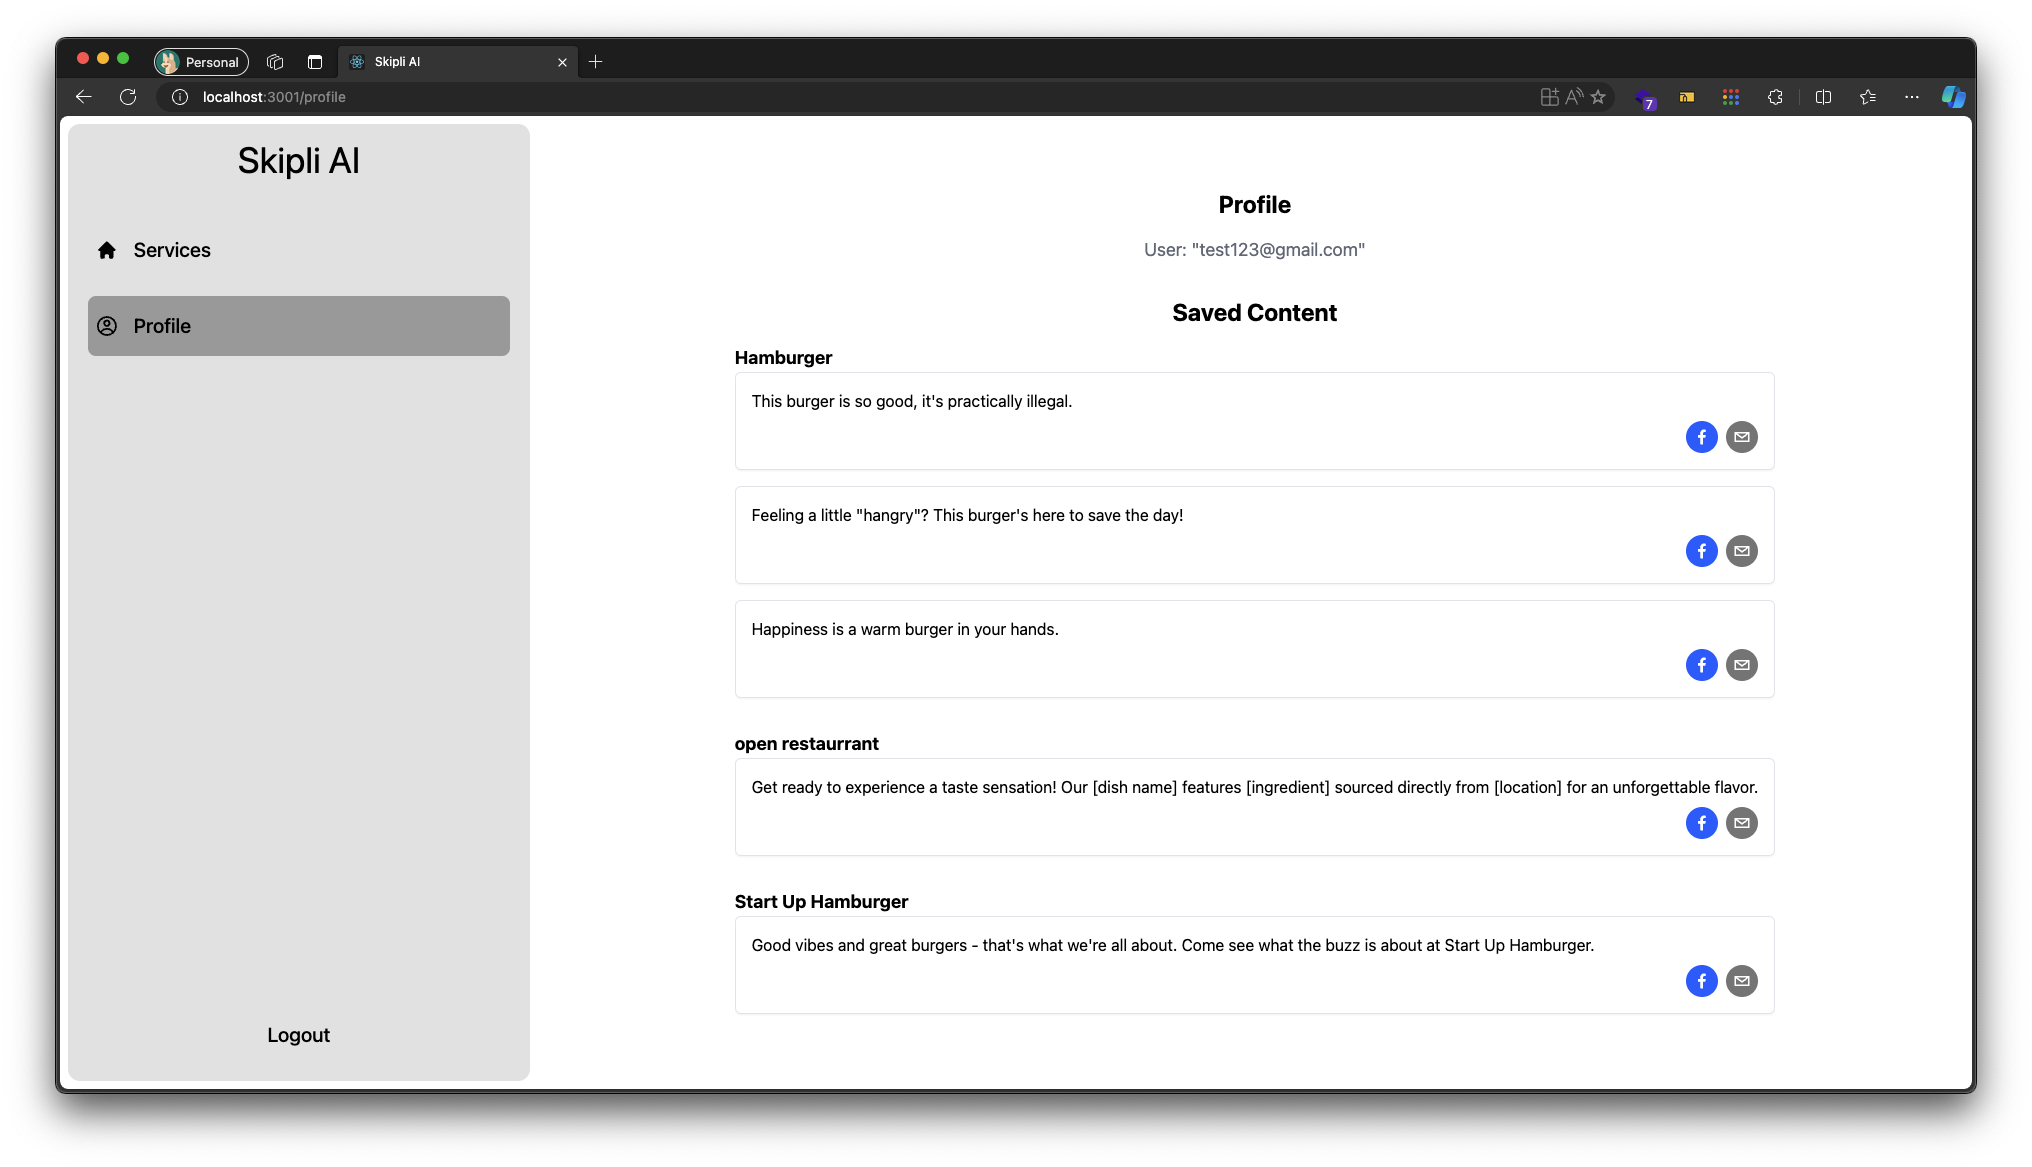 Personal
Skipli AI
localhost:3001/profile
7
Skipli AI
Services
Profile
Logout
Profile
User: "test123@gmail.com"
Saved Content
Hamburger
This burger is so good, it's practically illegal.
Feeling a little "hangry"? This burger's here to save the day!
Happiness is a warm burger in your hands.
open restaurrant
Get ready to experience a taste sensation! Our [dish name] features [ingredient] sourced directly from [location] for an unforgettable flavor.
Start Up Hamburger
Good vibes and great burgers - that's what we're all about. Come see what the buzz is about at Start Up Hamburger.